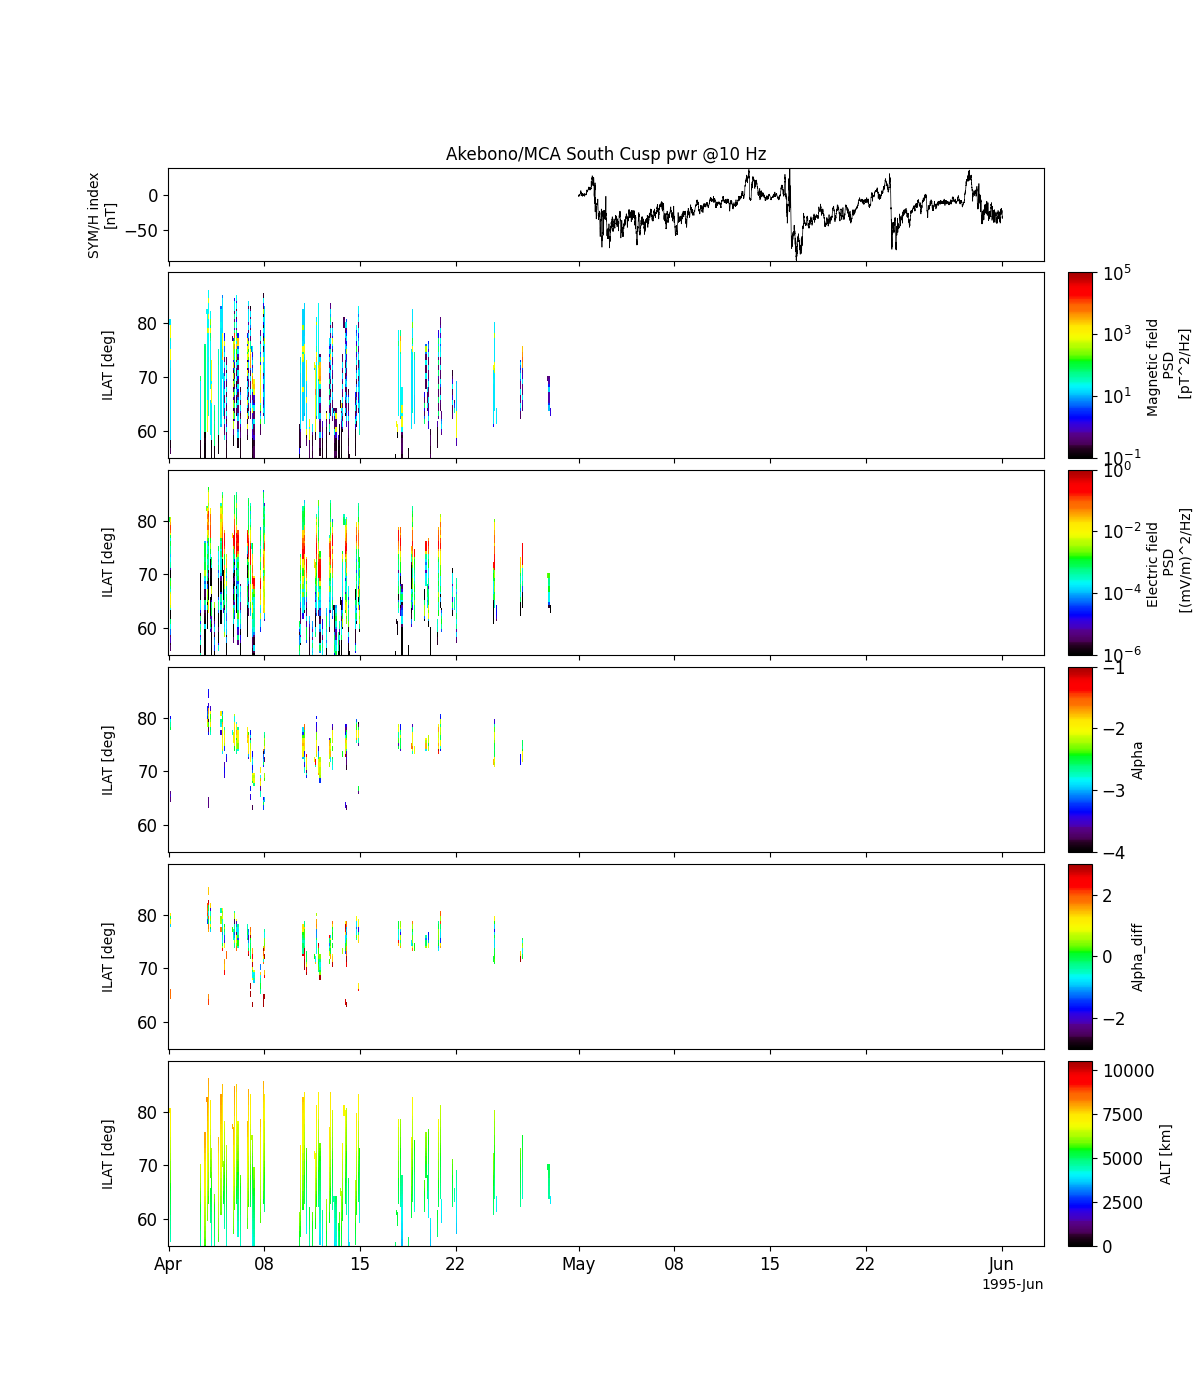 Akebono/MCA South Cusp pwr @10 Hz
SYM/H index
[nT]
0
−50
ILAT [deg]
80
70
60
10^5
10^3
10^1
10^−1
Magnetic field
PSD
[pT^2/Hz]
ILAT [deg]
80
70
60
10^0
10^−2
10^−4
10^−6
Electric field
PSD
[(mV/m)^2/Hz]
ILAT [deg]
80
70
60
−1
−2
−3
−4
Alpha
ILAT [deg]
80
70
60
2
0
−2
Alpha_diff
ILAT [deg]
80
70
60
10000
7500
5000
2500
0
ALT [km]
Apr 08 15 22 May 08 15 22 Jun
1995-Jun